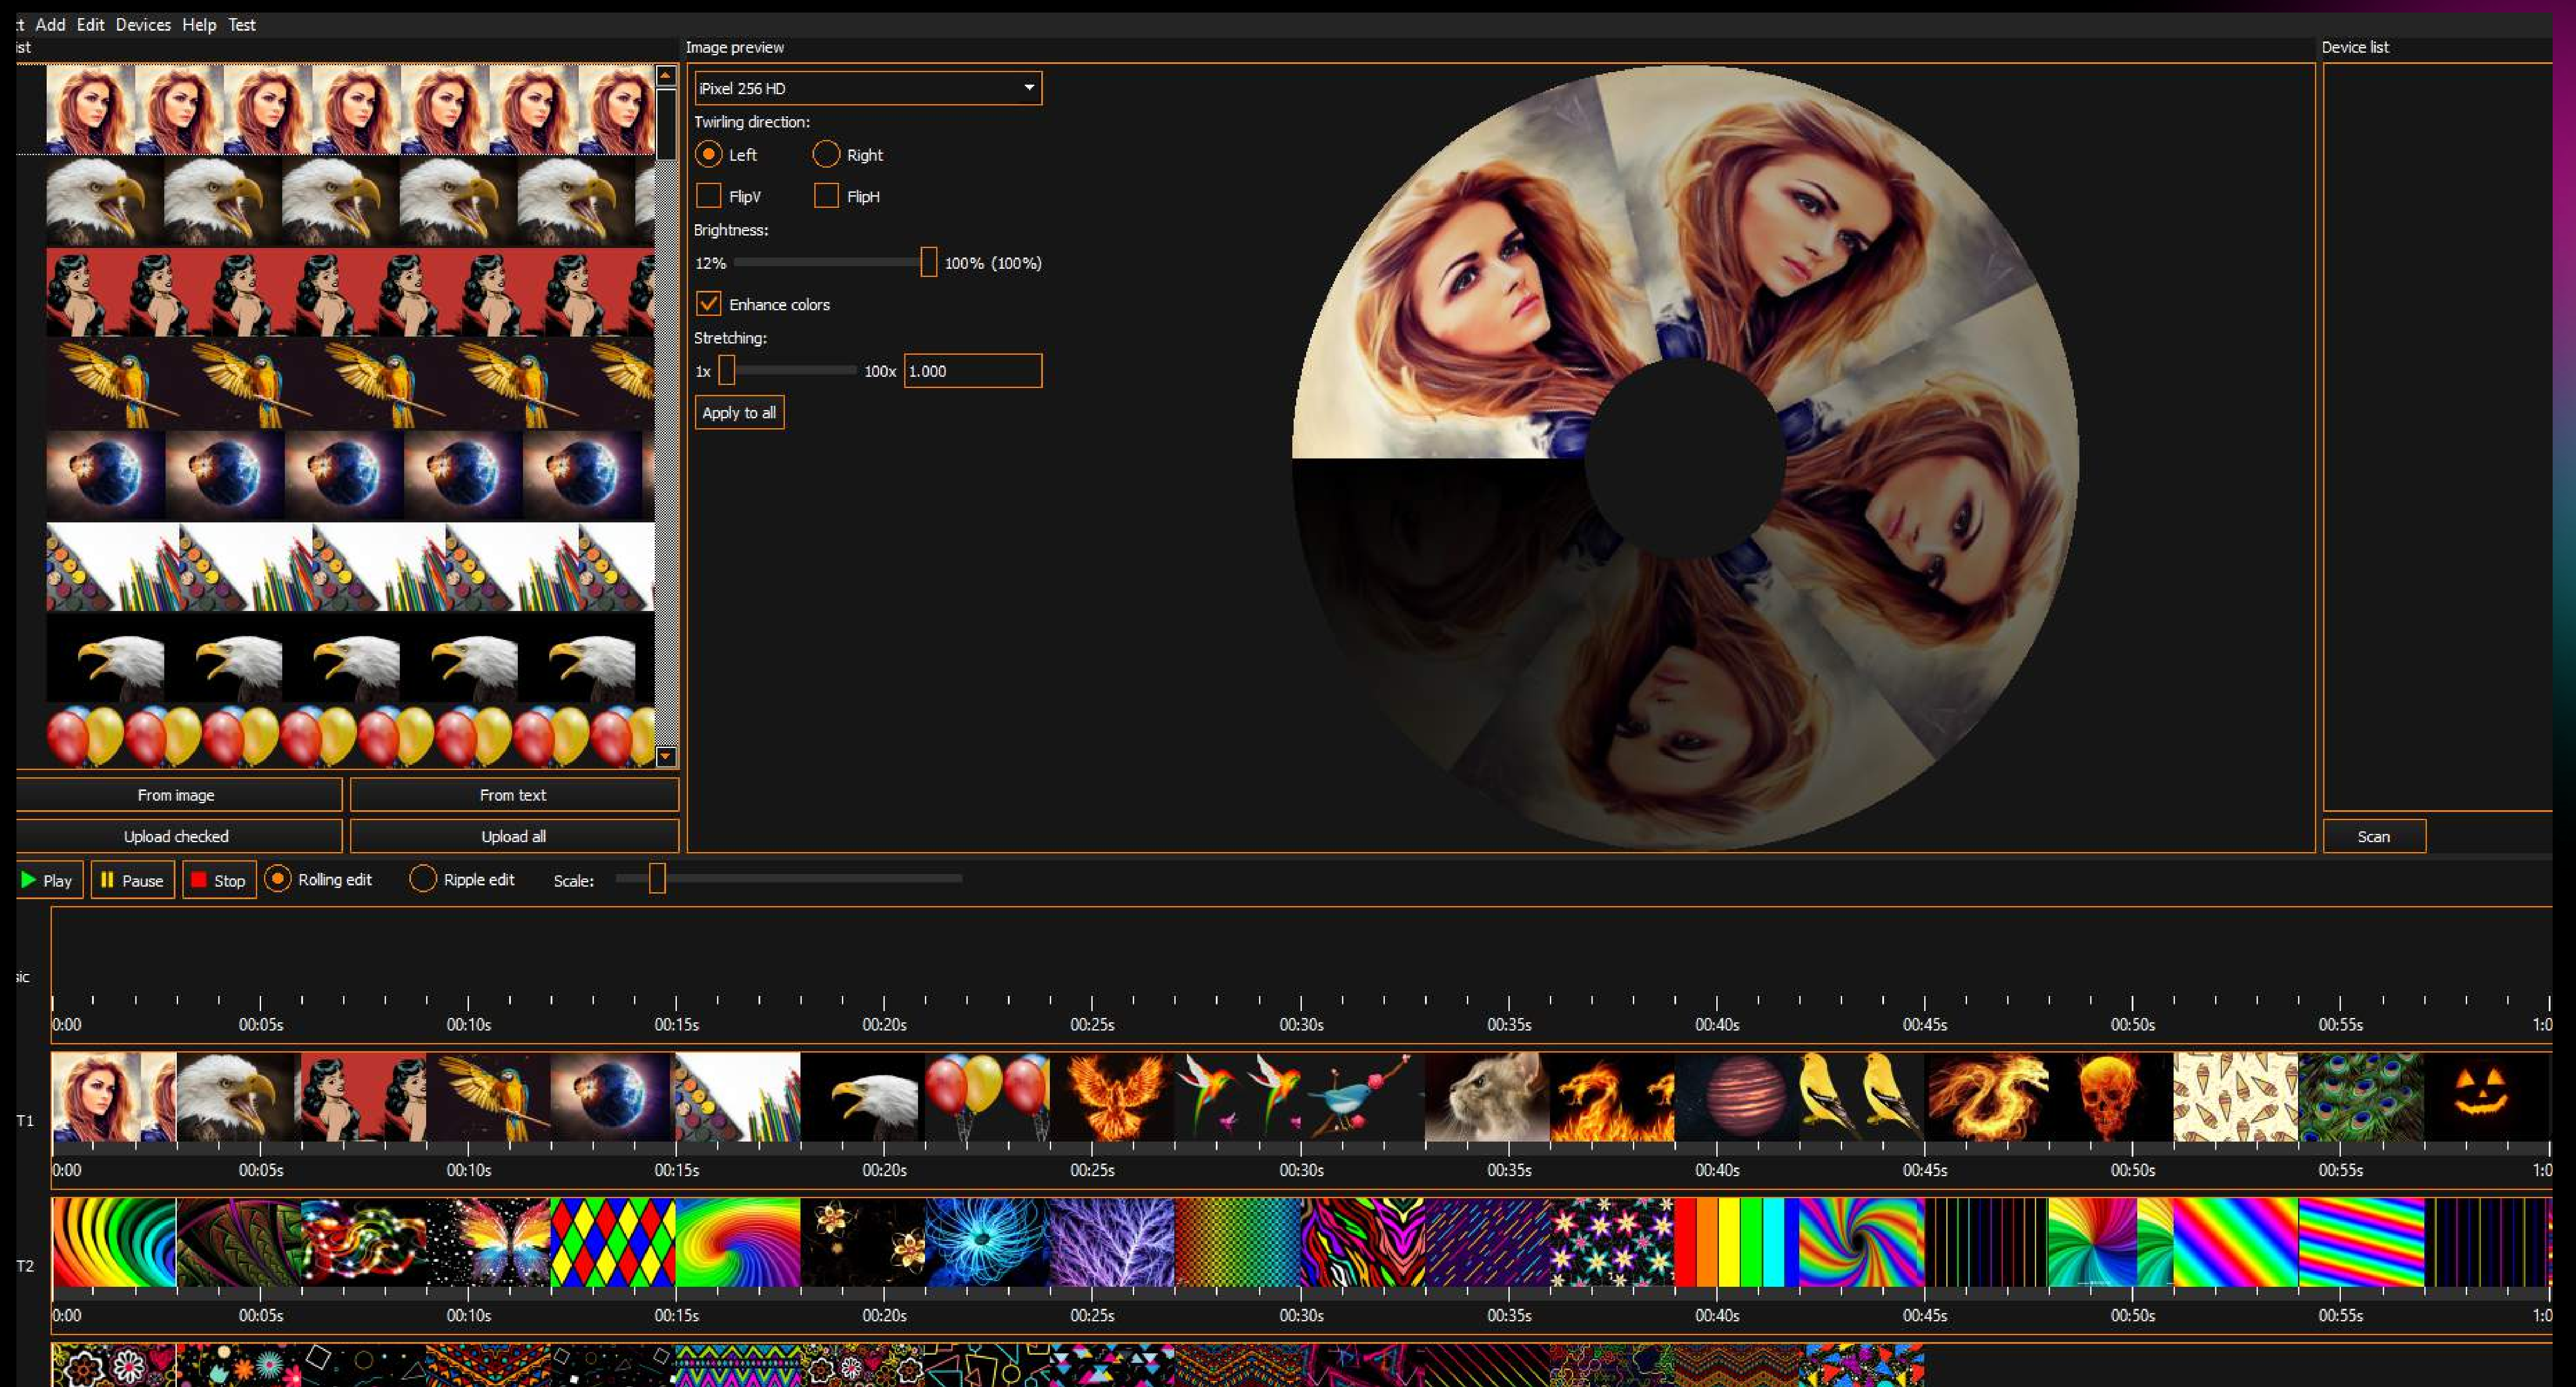 t Add Edit Devices Help Test
ist
Image preview
Device list
iPixel 256 HD
Twirling direction:
Left Right
FlipV FlipH
Brightness:
12% 100% (100%)
Enhance colors
Stretching:
1x 100x 1.000
Apply to all
From image From text
Upload checked Upload all
Scan
Play Pause Stop Rolling edit Ripple edit Scale:
sic
0:00 00:05s 00:10s 00:15s 00:20s 00:25s 00:30s 00:35s 00:40s 00:45s 00:50s 00:55s 1:0
T1
0:00 00:05s 00:10s 00:15s 00:20s 00:25s 00:30s 00:35s 00:40s 00:45s 00:50s 00:55s 1:0
T2
0:00 00:05s 00:10s 00:15s 00:20s 00:25s 00:30s 00:35s 00:40s 00:45s 00:50s 00:55s 1:0